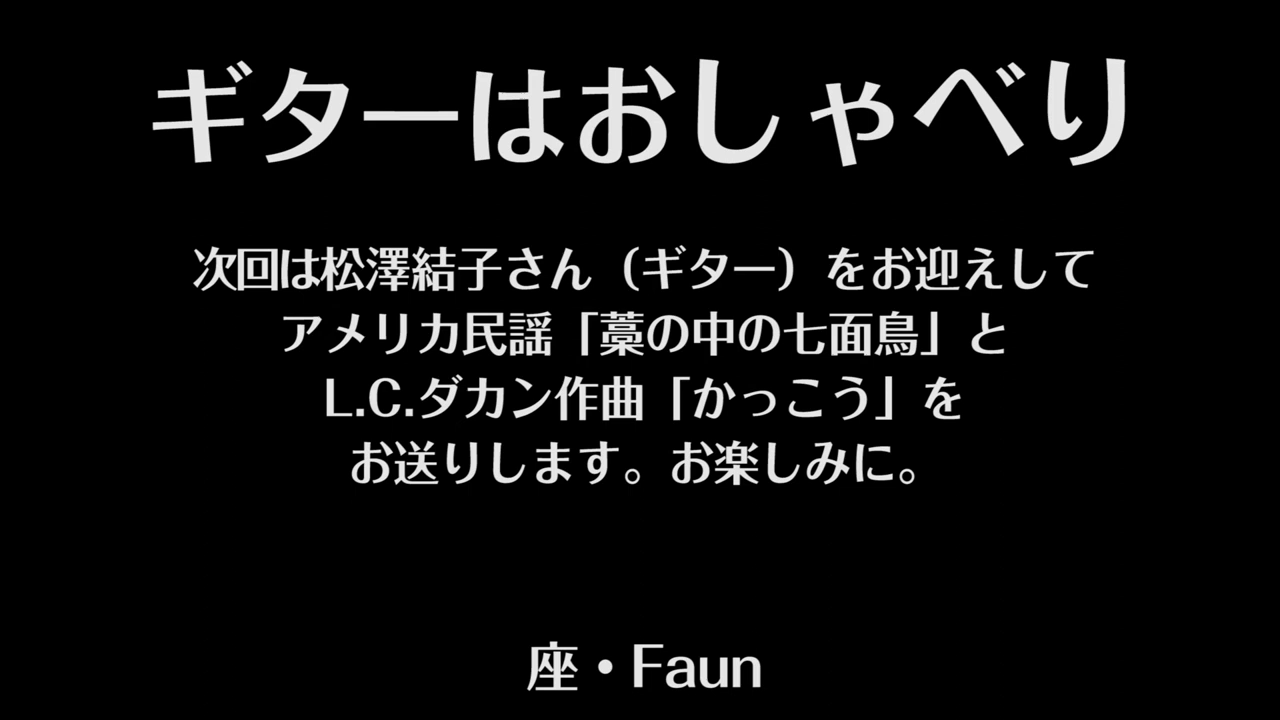 ギターはおしゃべり
次回は松澤結子さん（ギター）をお迎えして
アメリカ民謡「藁の中の七面鳥」と
L.C.ダカン作曲「かっこう」を
お送りします。お楽しみに。
座・Faun